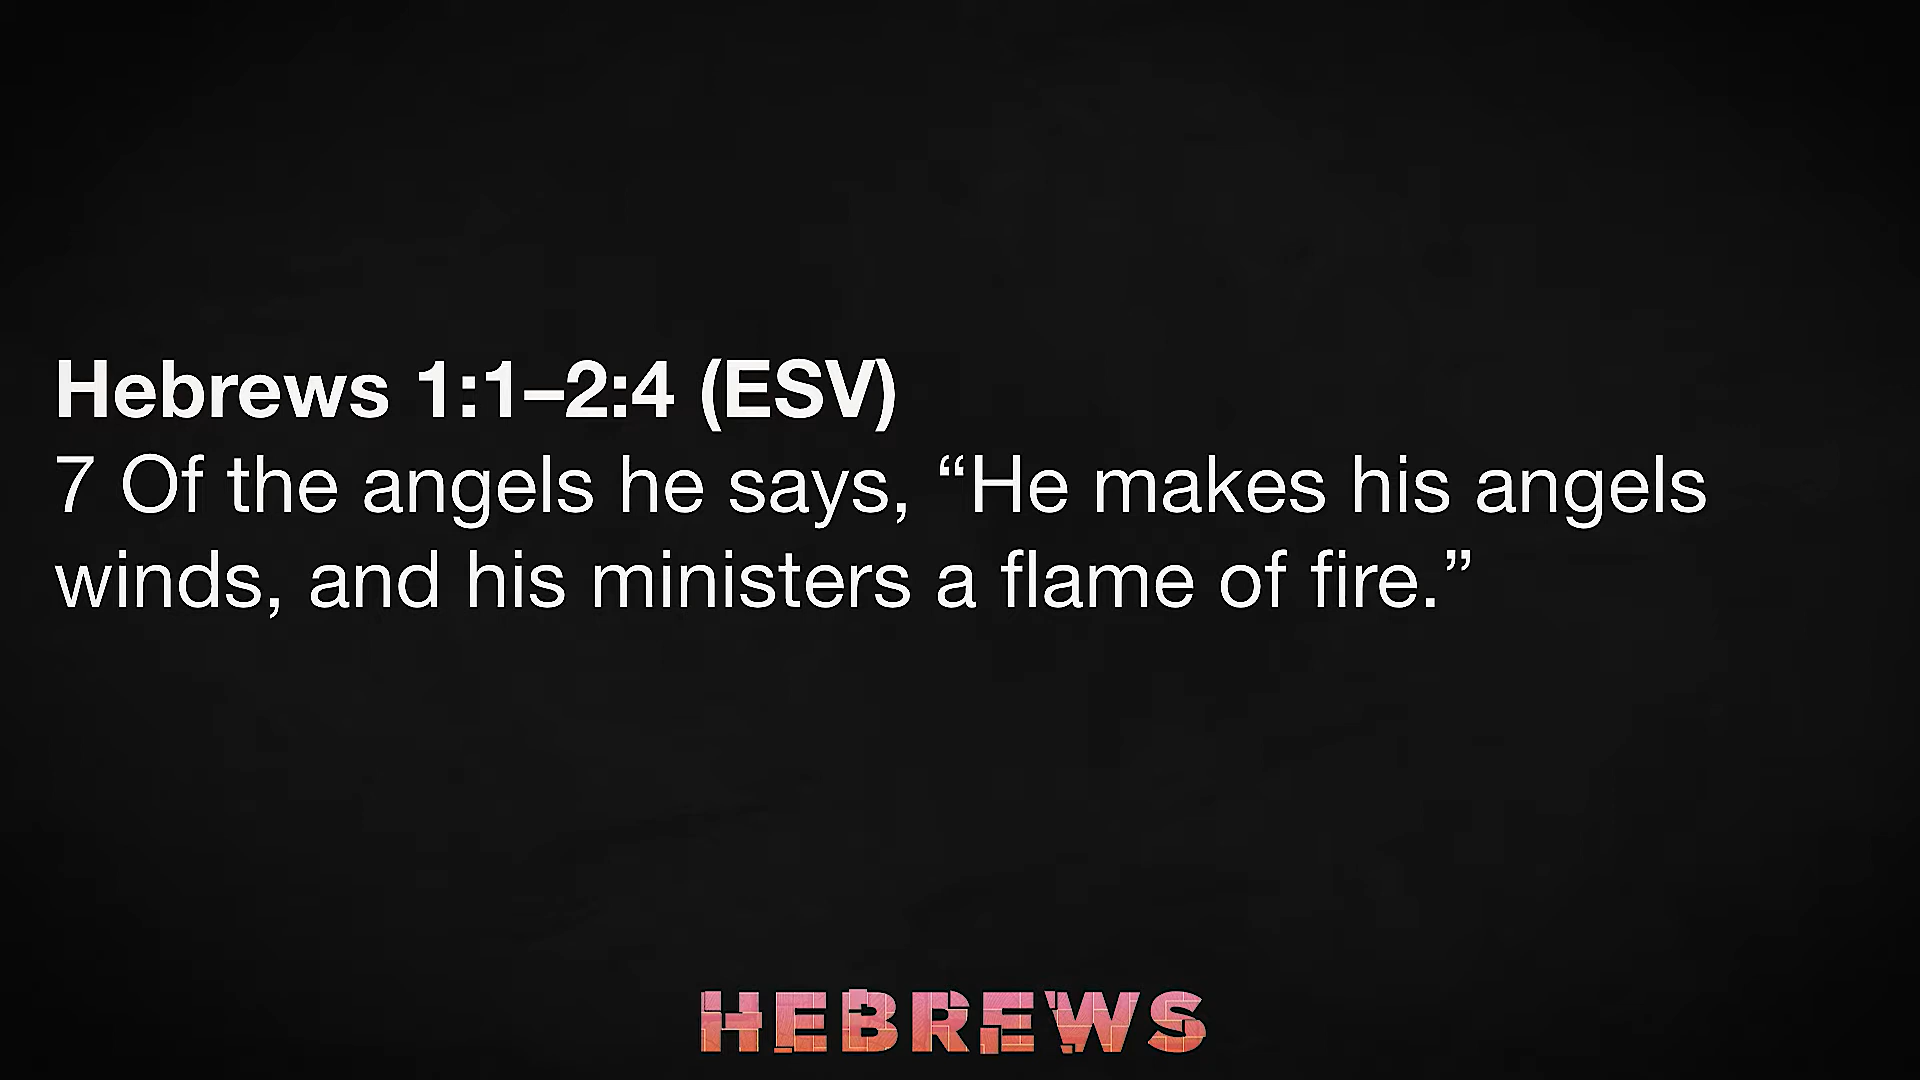 Hebrews 1:1–2:4 (ESV)
7 Of the angels he says, “He makes his angels
winds, and his ministers a flame of fire.”
HEBREWS